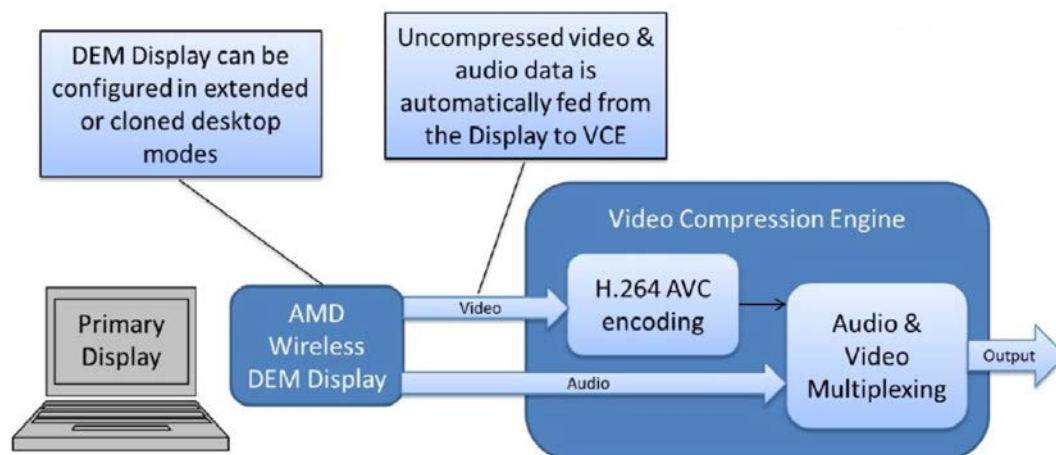 DEM Display can be
configured in extended
or cloned desktop
modes
Uncompressed video &
audio data is
automatically fed from
the Display to VCE
Video Compression Engine
Primary
Display
AMD
Wireless
DEM Display
Video
Audio
H.264 AVC
encoding
Audio &
Video
Multiplexing
Output